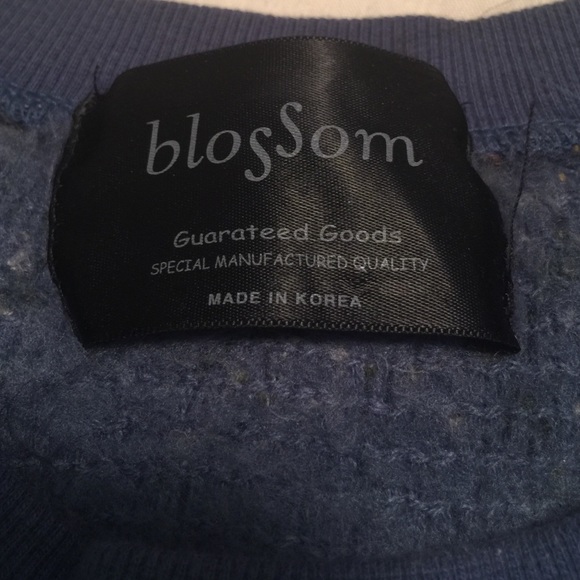 blosSom
Guarateed Goods
SPECIAL MANUFACTURED QUALITY
MADE IN KOREA